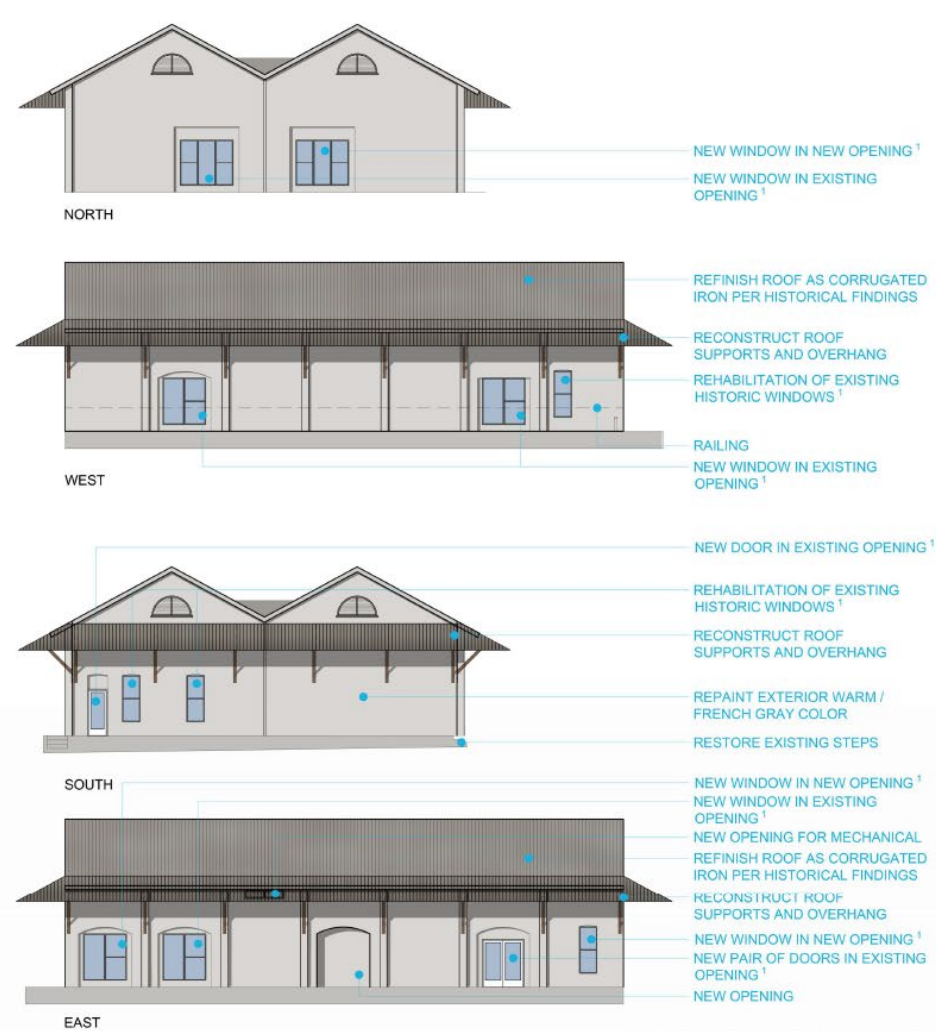 NEW WINDOW IN NEW OPENING ¹
NEW WINDOW IN EXISTING
OPENING ¹
NORTH
REFINISH ROOF AS CORRUGATED
IRON PER HISTORICAL FINDINGS
RECONSTRUCT ROOF
SUPPORTS AND OVERHANG
REHABILITATION OF EXISTING
HISTORIC WINDOWS ¹
RAILING
NEW WINDOW IN EXISTING
OPENING ¹
WEST
NEW DOOR IN EXISTING OPENING ¹
REHABILITATION OF EXISTING
HISTORIC WINDOWS ¹
RECONSTRUCT ROOF
SUPPORTS AND OVERHANG
REPAINT EXTERIOR WARM /
FRENCH GRAY COLOR
RESTORE EXISTING STEPS
SOUTH
NEW WINDOW IN NEW OPENING ¹
NEW WINDOW IN EXISTING
OPENING ¹
NEW OPENING FOR MECHANICAL
REFINISH ROOF AS CORRUGATED
IRON PER HISTORICAL FINDINGS
RECONSTRUCT ROOF
SUPPORTS AND OVERHANG
NEW WINDOW IN NEW OPENING ¹
NEW PAIR OF DOORS IN EXISTING
OPENING ¹
NEW OPENING
EAST